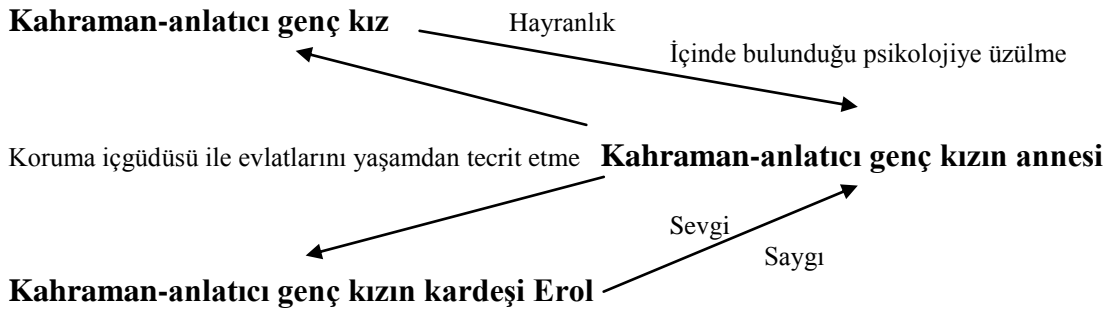 Kahraman-anlatıcı genç kız Hayranlık
İçinde bulunduğu psikolojiye üzülme
Koruma içgüdüsü ile evlatlarını yaşamdan tecrit etme Kahraman-anlatıcı genç kızın annesi
Sevgi
Saygı
Kahraman-anlatıcı genç kızın kardeşi Erol